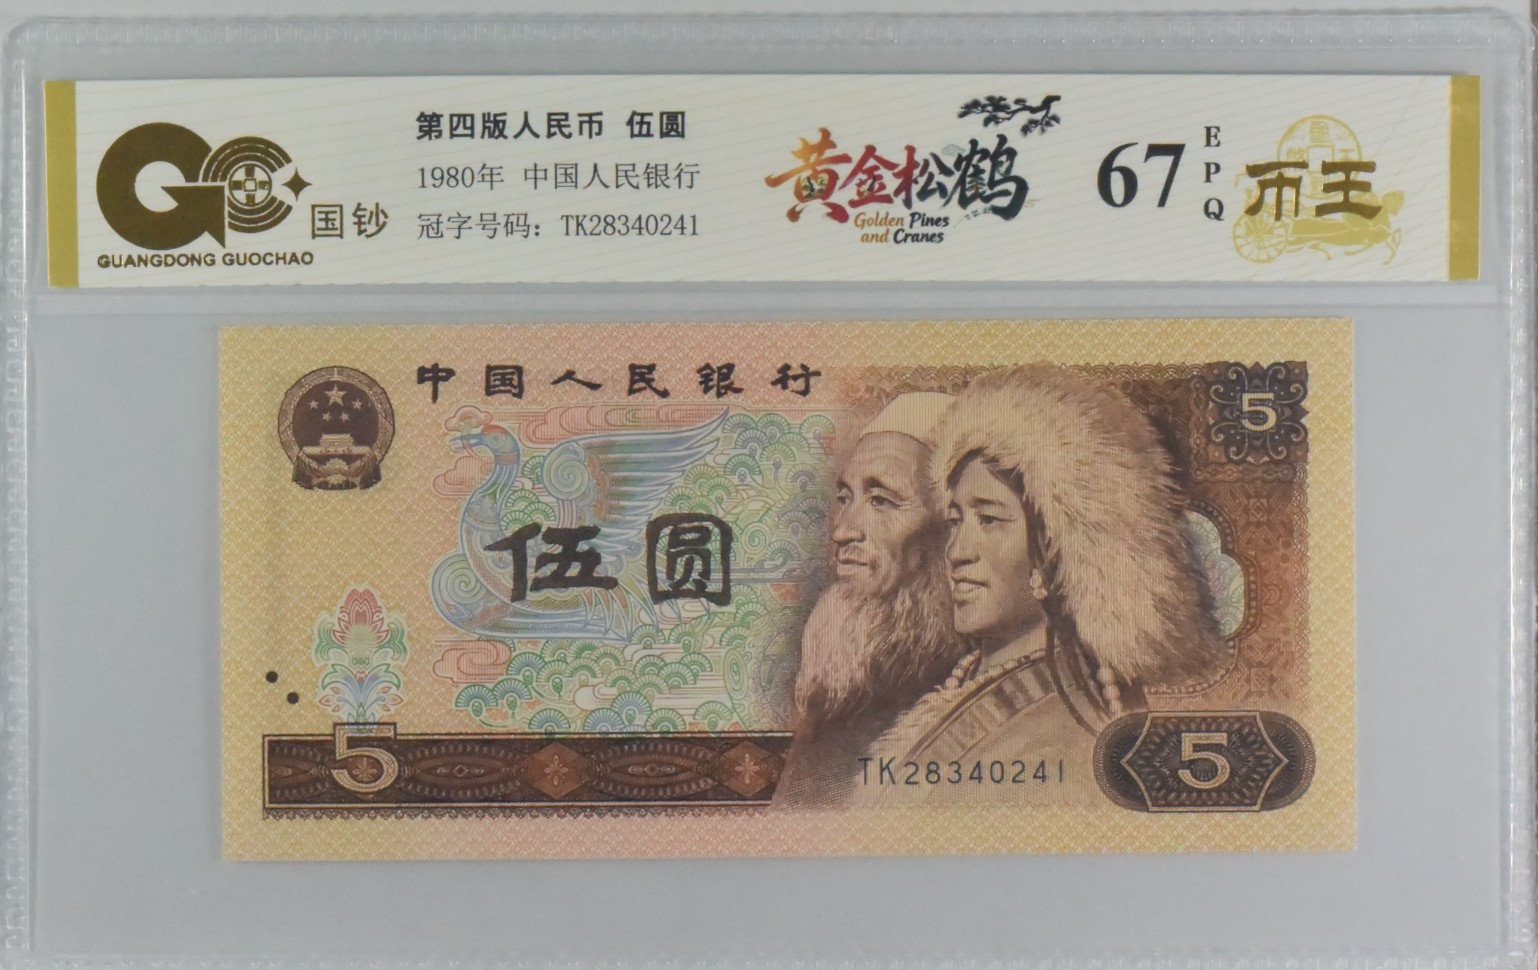 第四版人民币 伍圆
1980年 中国人民银行
冠字号码：TK28340241
国钞
GUANGDONG GUOCHAO
黄金松鹤
Golden Pines
and Cranes
67
EPQ
币王
中国人民银行
5
伍圆
5
TK28340241
5